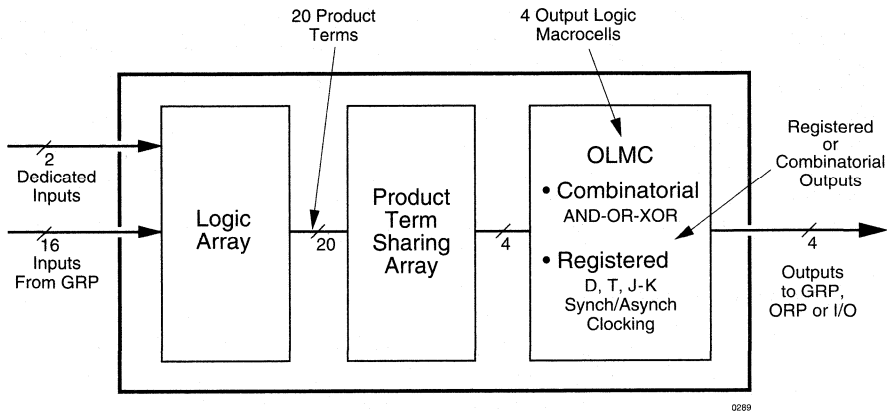 20 Product
Terms
4 Output Logic
Macrocells
2
Dedicated
Inputs
16
Inputs
From GRP
Logic
Array
20
Product
Term
Sharing
Array
4
OLMC
• Combinatorial
AND-OR-XOR
• Registered
D, T, J-K
Synch/Asynch
Clocking
Registered
or
Combinatorial
Outputs
4
Outputs
to GRP,
ORP or I/O
0289